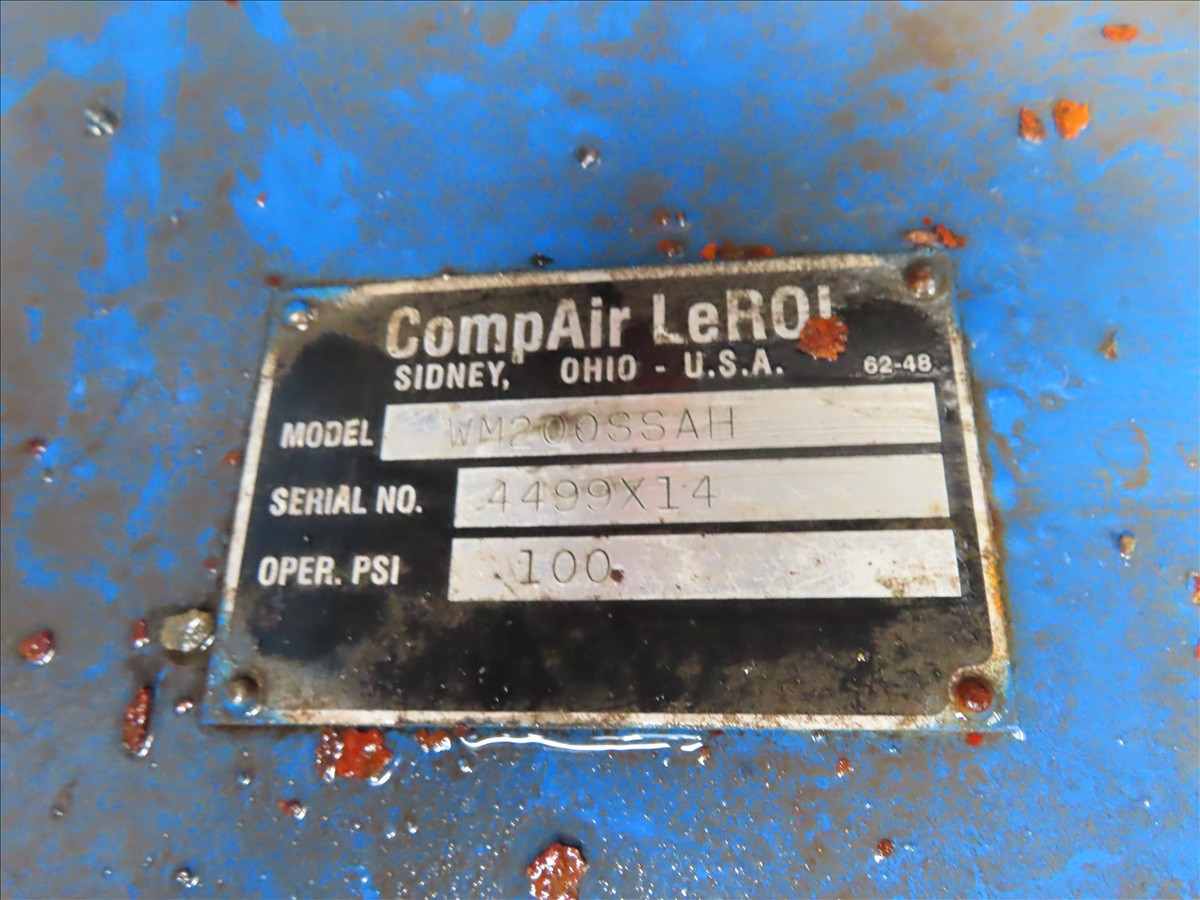 CompAir LeROI
SIDNEY, OHIO - U.S.A. 62-48
MODEL WM200SSAH
SERIAL NO. 4499X14
OPER. PSI 100